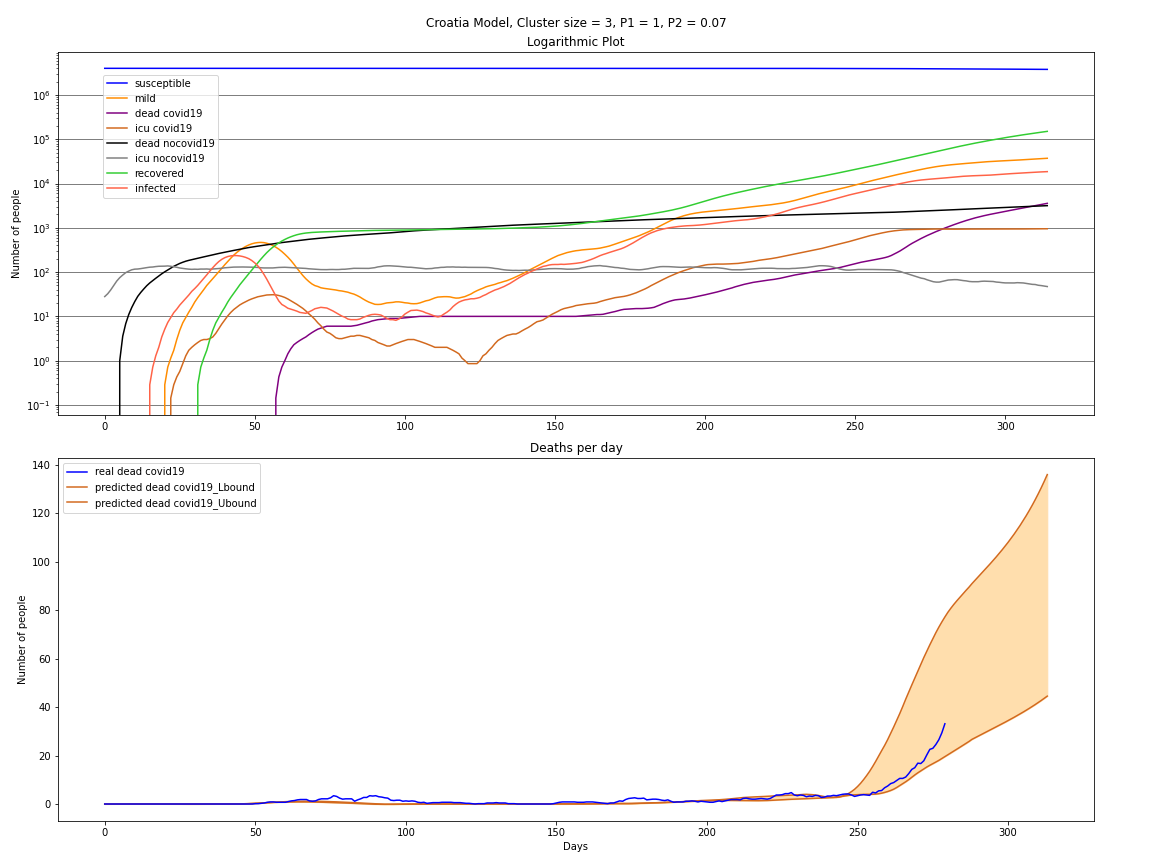 Croatia Model, Cluster size = 3, P1 = 1, P2 = 0.07
Logarithmic Plot
susceptible
mild
dead covid19
icu covid19
dead nocovid19
icu nocovid19
recovered
infected
Number of people
10⁶
10⁵
10⁴
10³
10²
10¹
10⁰
10⁻¹
0 50 100 150 200 250 300
Deaths per day
real dead covid19
predicted dead covid19_Lbound
predicted dead covid19_Ubound
Number of people
140
120
100
80
60
40
20
0
0 50 100 150 200 250 300
Days